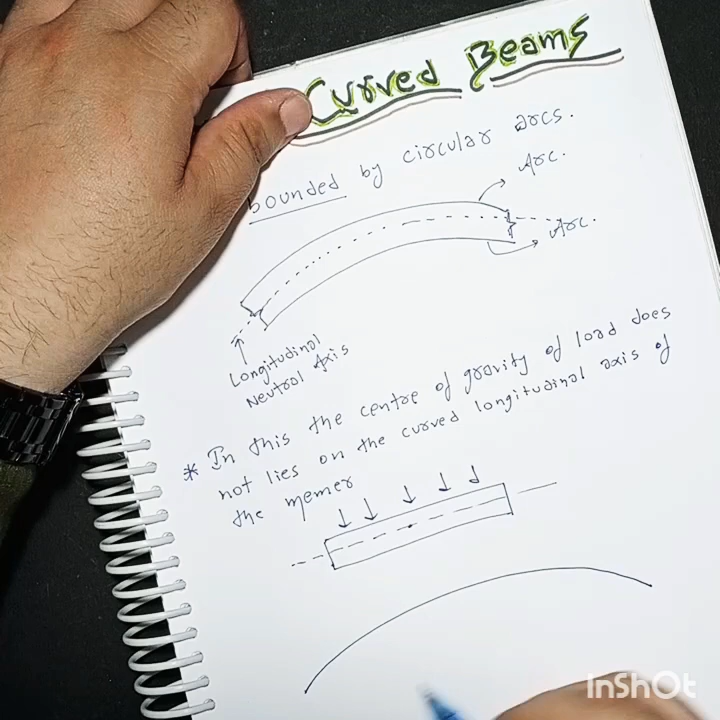 Curved Beams
bounded by circular arcs.
Arc.
Arc.
Longitudinal
Neutral Axis
* In this the centre of gravity of load does
not lies on the curved longitudinal axis of
the memer
InShOt